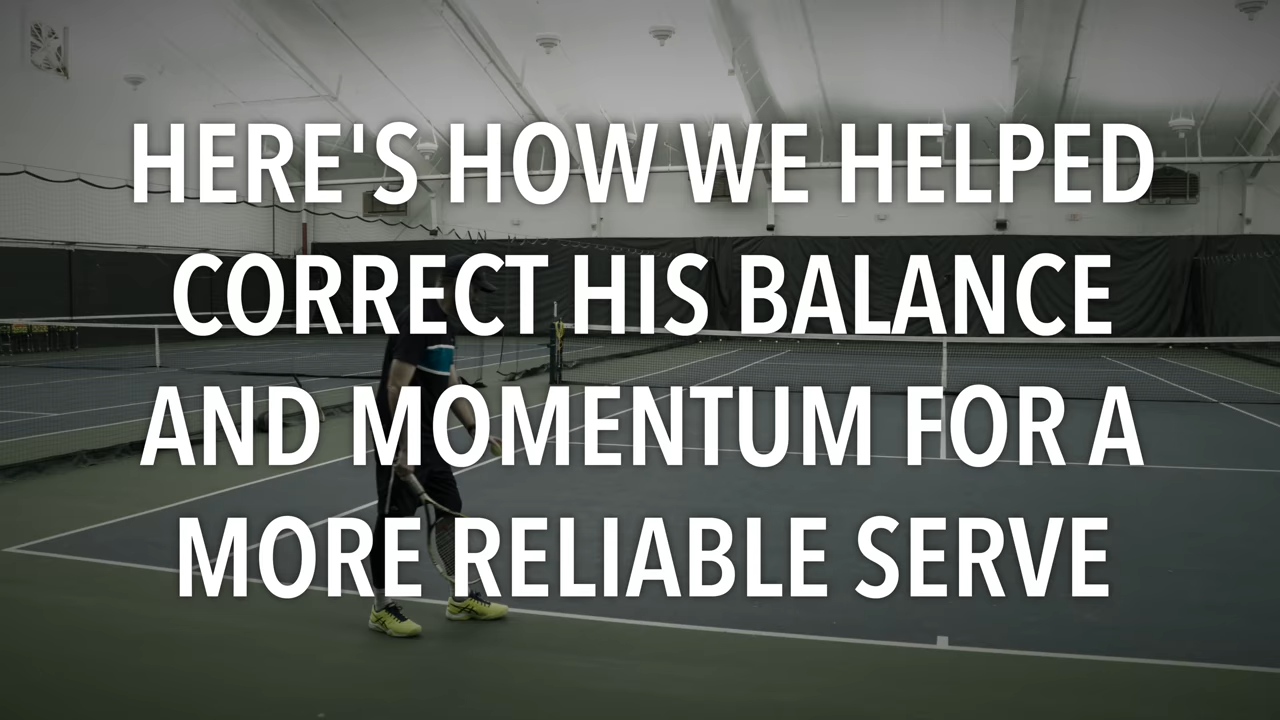 HERE'S HOW WE HELPED
CORRECT HIS BALANCE
AND MOMENTUM FOR A
MORE RELIABLE SERVE